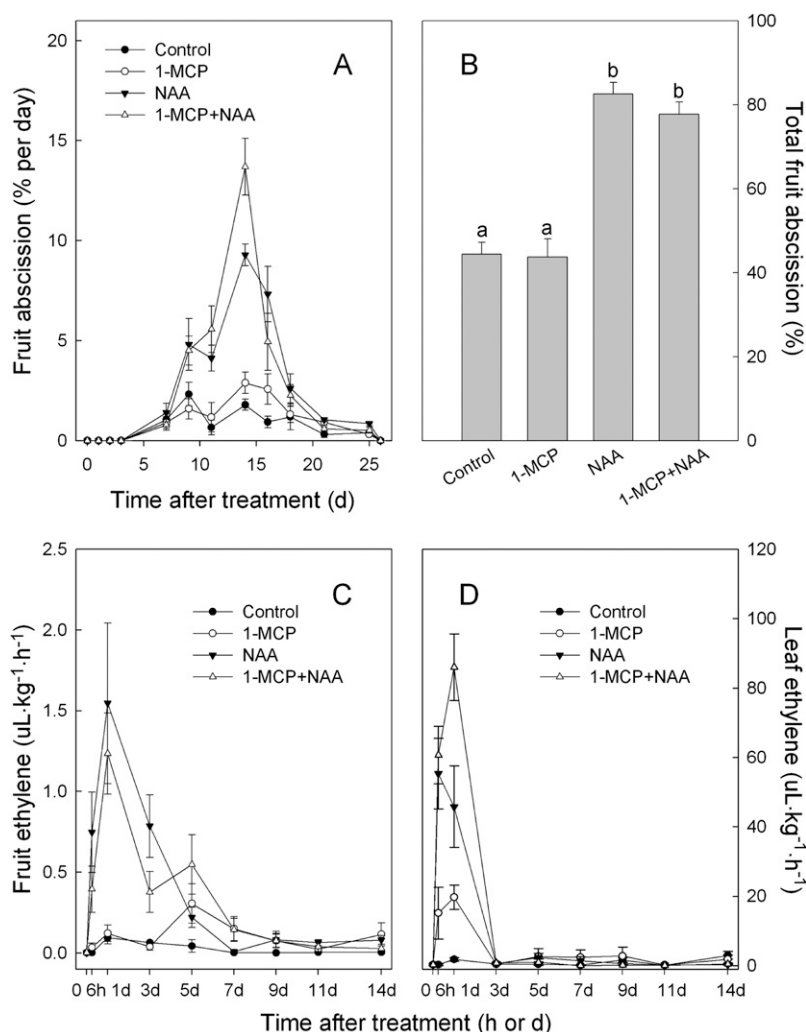 20
15
10
5
0
Fruit abscission (% per day)
Control
1-MCP
NAA
1-MCP+NAA
A
0 5 10 15 20 25
Time after treatment (d)
B
a a b b
100
80
60
40
20
0
Total fruit abscission (%)
Control 1-MCP NAA 1-MCP+NAA
2.5
2.0
1.5
1.0
0.5
0.0
Fruit ethylene (uL·kg⁻¹·h⁻¹)
C
Control
1-MCP
NAA
1-MCP+NAA
0 6h 1d 3d 5d 7d 9d 11d 14d
D
Control
1-MCP
NAA
1-MCP+NAA
120
100
80
60
40
20
0
Leaf ethylene (uL·kg⁻¹·h⁻¹)
0 6h 1d 3d 5d 7d 9d 11d 14d
Time after treatment (h or d)
Time after treatment (h or d)